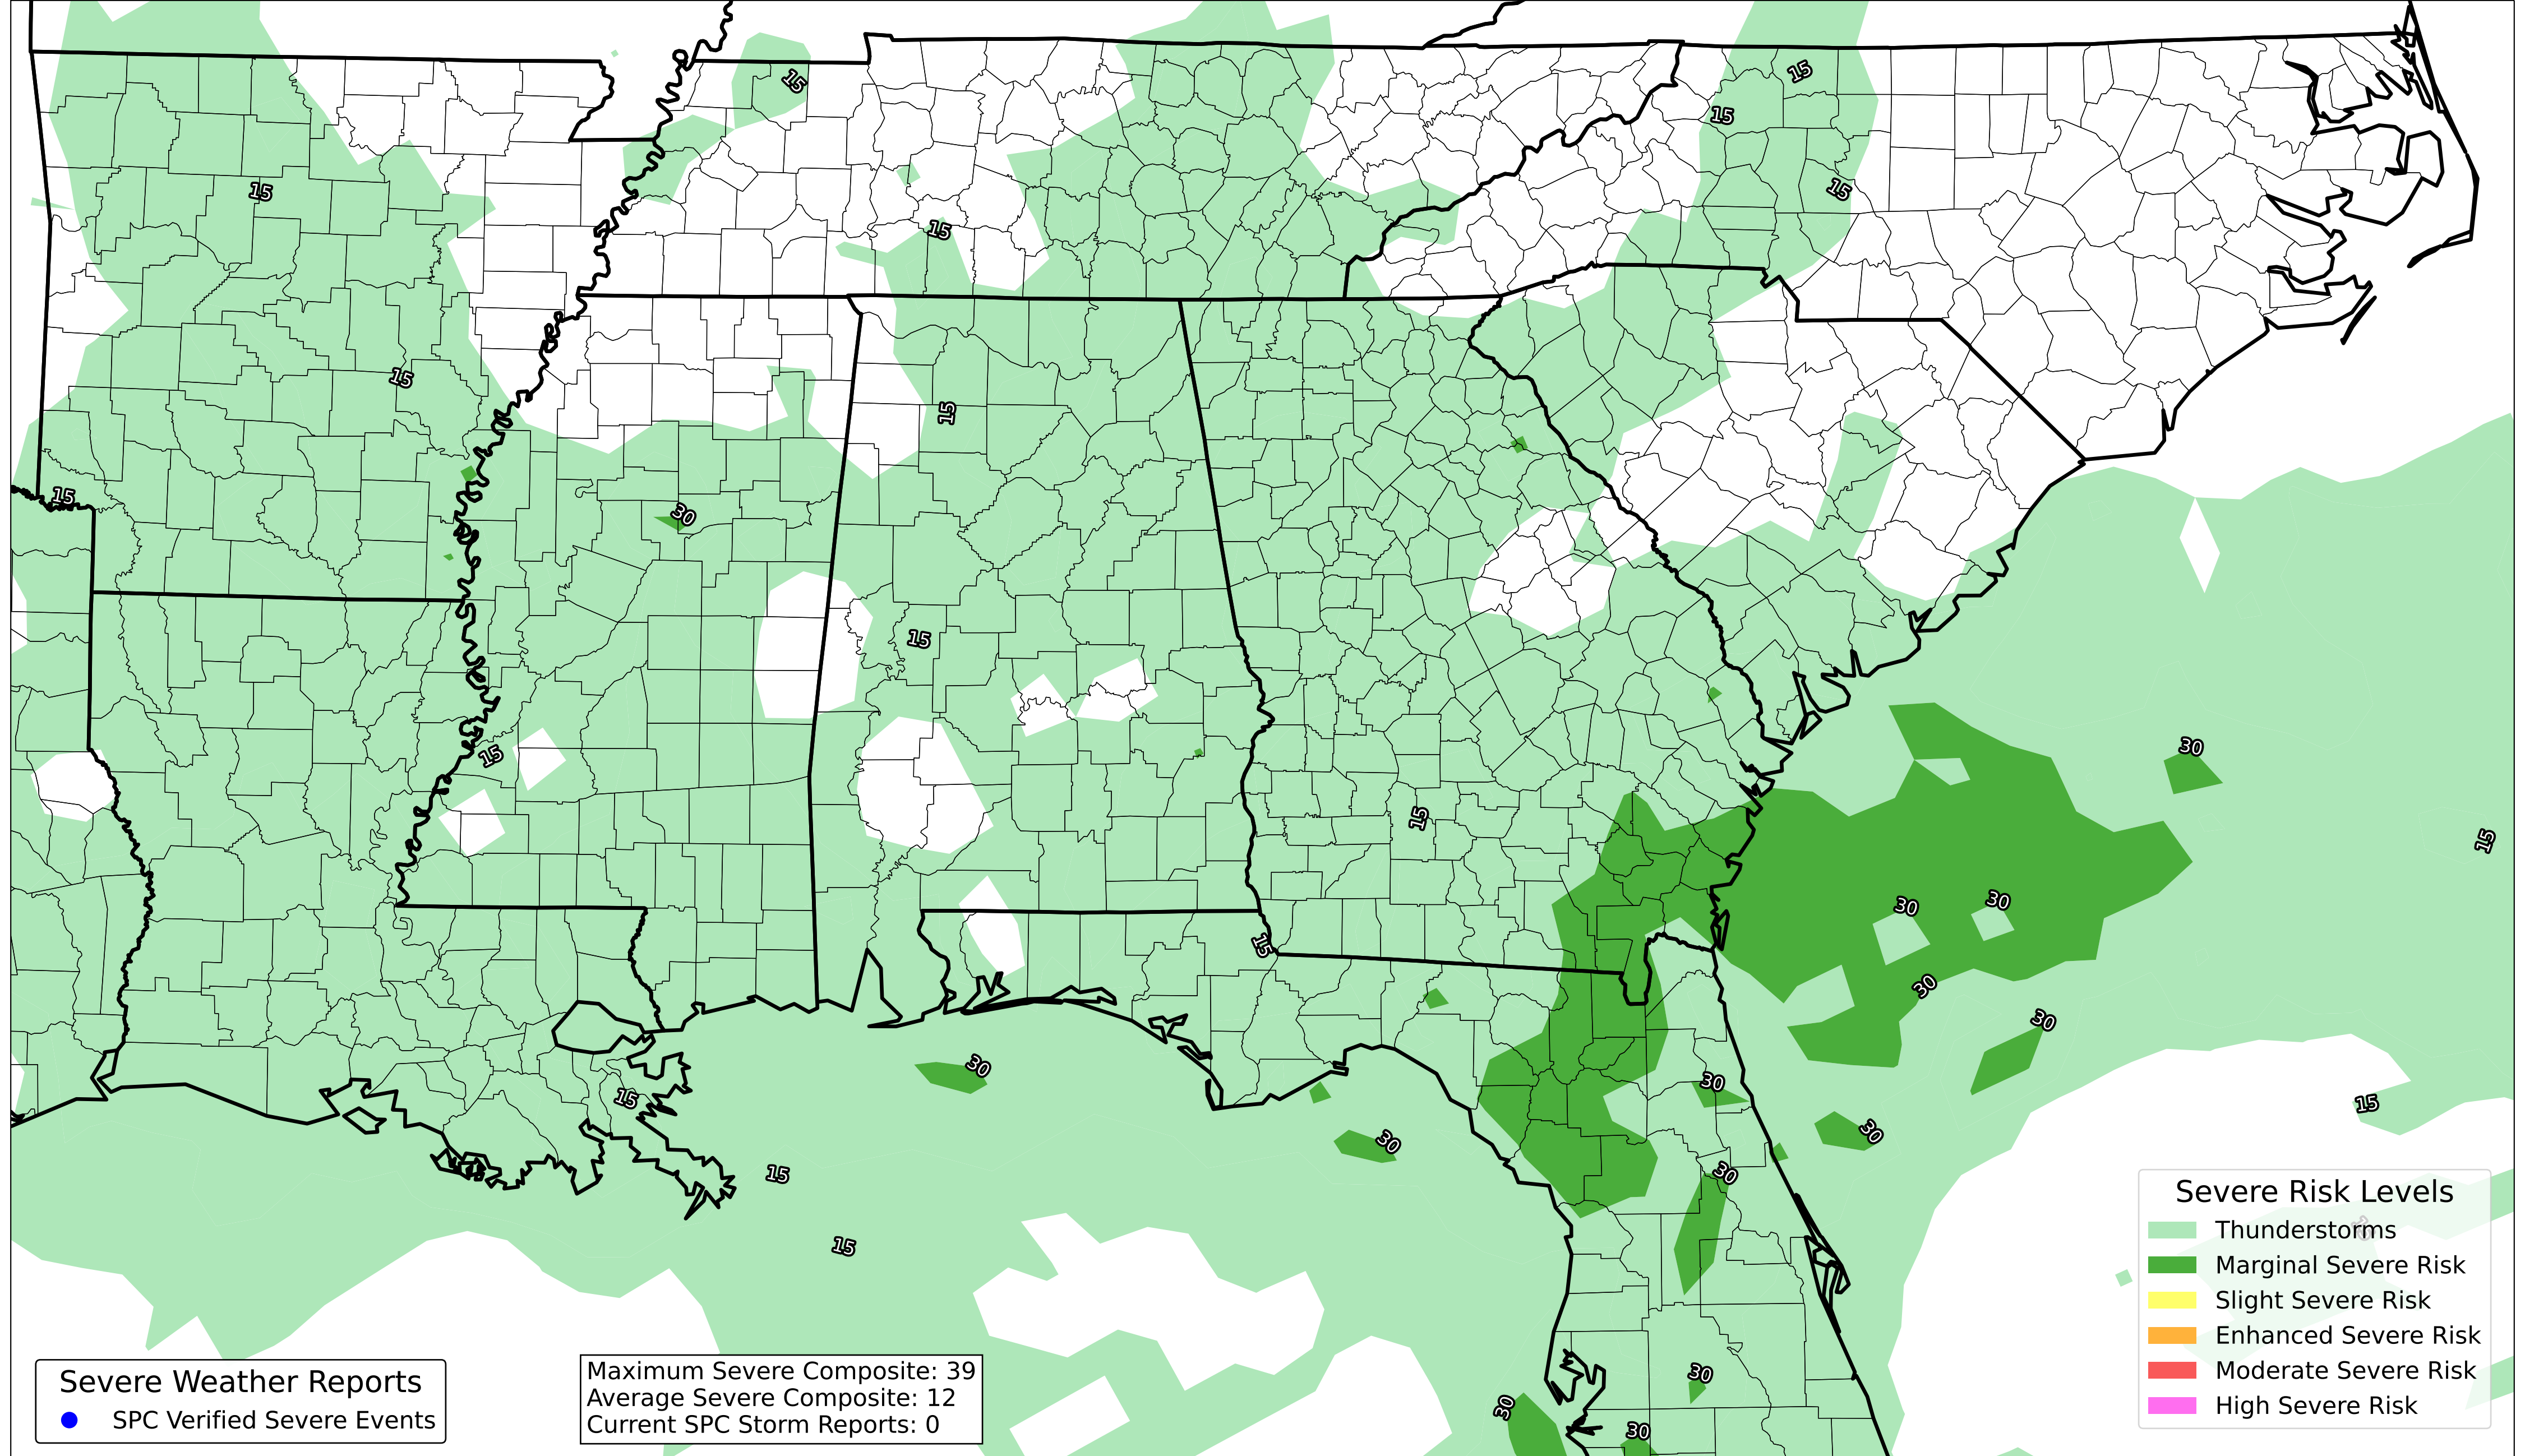 15
15
15
15
15
15
15
15
15
30
15
15
30
15
15
30
30
15
30
30
30
30
15
15
30
30
15
30
15
15
30
30
30
Severe Risk Levels
Thunderstorms
Marginal Severe Risk
Slight Severe Risk
Enhanced Severe Risk
Moderate Severe Risk
High Severe Risk
Severe Weather Reports
SPC Verified Severe Events
Maximum Severe Composite: 39
Average Severe Composite: 12
Current SPC Storm Reports: 0